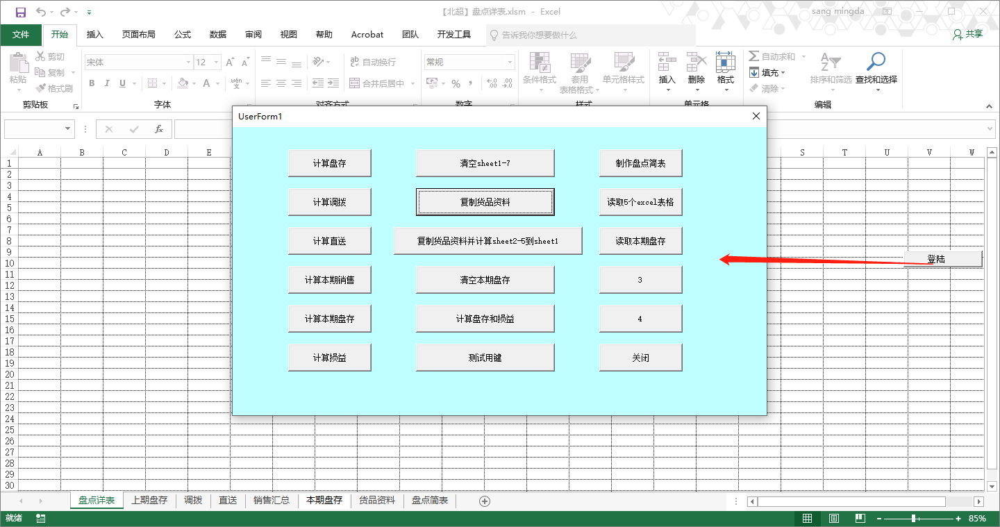 【北超】盘点详表.xlsm - Excel
sang mingda
文件 开始 插入 页面布局 公式 数据 审阅 视图 帮助 Acrobat 团队 开发工具 告诉我你想要做什么 共享
剪切
复制
格式刷
粘贴
剪贴板
宋体 12
B I U A wén 文
字体
ab 自动换行
合并后居中
对齐方式
常规
% , .00 .0
数字
条件格式 套用表格格式 单元格样式
样式
插入 删除 格式
单元格
自动求和
填充
清除
排序和筛选 查找和选择
编辑
fx
UserForm1
计算盘存 清空sheet1-7 制作盘点简表
计算调拨 复制货品资料 读取5个excel表格
计算直送 复制货品资料并计算sheet2-5到sheet1 读取本期盘存
计算本期销售 清空本期盘存 3
计算本期盘存 计算盘存和损益 4
计算损益 测试用键 关闭
登陆
A B C D E S T U V W
1
2
3
4
5
6
7
8
9
10
11
12
13
14
15
16
17
18
19
20
21
22
23
24
25
26
27
28
29
30
盘点详表 上期盘存 调拨 直送 销售汇总 本期盘存 货品资料 盘点简表
就绪 85%